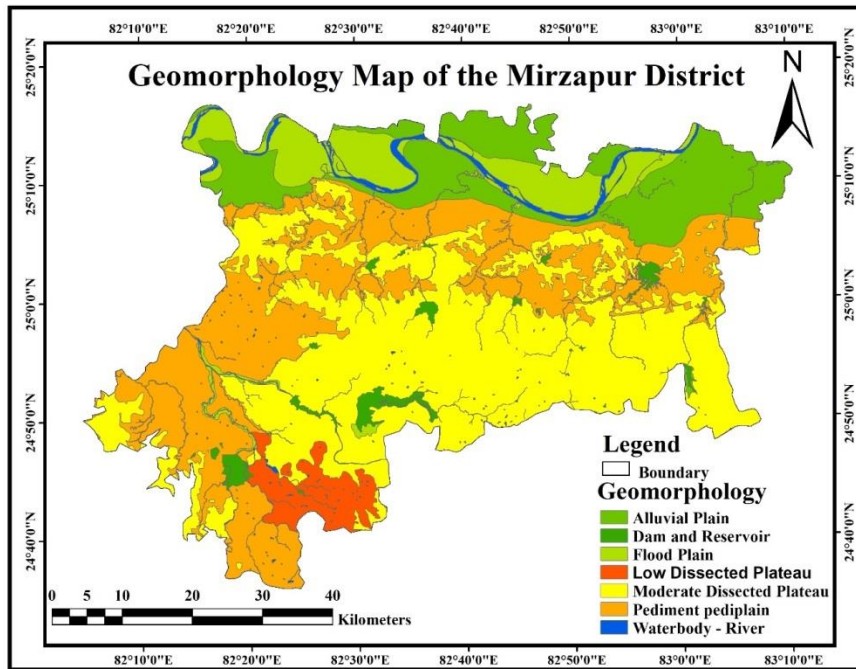 82°10'0"N 82°20'0"N 82°30'0"N 82°40'0"N 82°50'0"N 83°0'0"N 83°10'0"N
Geomorphology Map of the Mirzapur District
N
25°20'0"N 25°20'0"N
25°10'0"N 25°10'0"N
25°0'0"N 25°0'0"N
24°50'0"N 24°50'0"N
24°40'0"N 24°40'0"N
Legend
Boundary
Geomorphology
Alluvial Plain
Dam and Reservoir
Flood Plain
Low Dissected Plateau
Moderate Dissected Plateau
Pediment pediplain
Waterbody - River
0 5 10 20 30 40
Kilometers
82°10'0"N 82°20'0"N 82°30'0"N 82°40'0"N 82°50'0"N 83°0'0"N 83°10'0"N